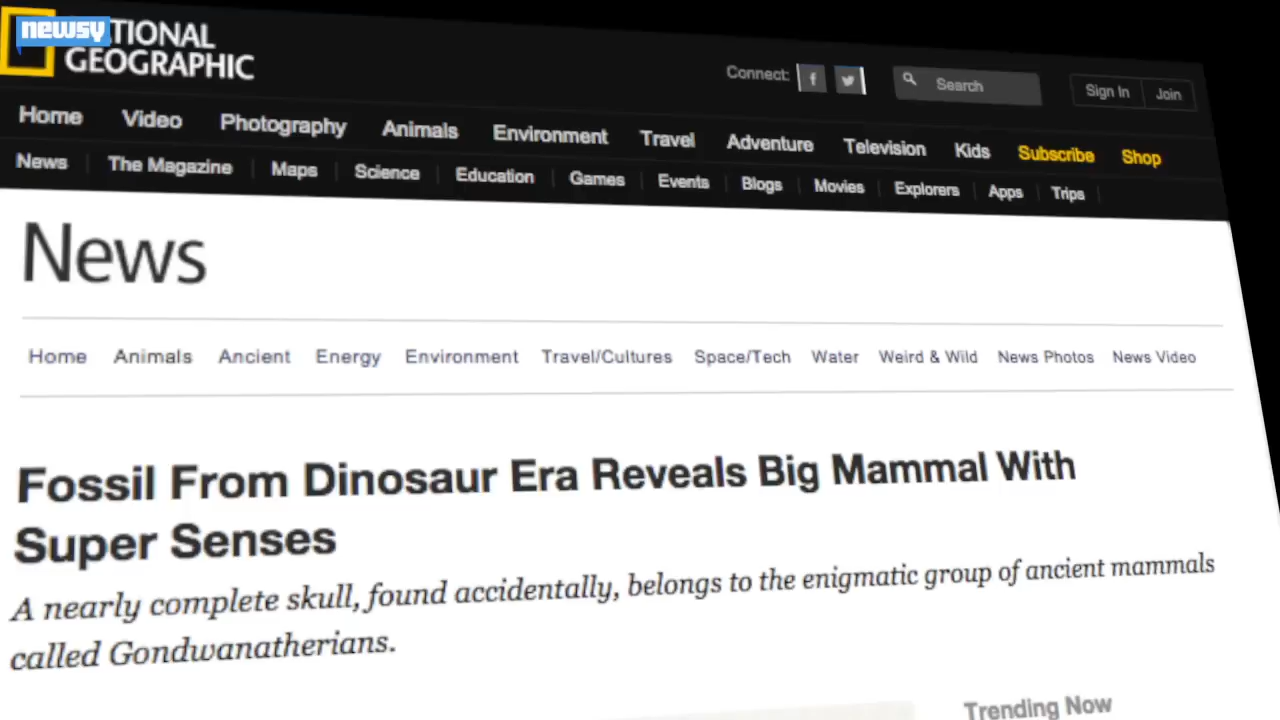 newsy
TIONAL
GEOGRAPHIC
Connect:
Search
Sign In
Join
Home Video Photography Animals Environment Travel Adventure Television Kids Subscribe Shop
News The Magazine Maps Science Education Games Events Blogs Movies Explorers Apps Trips
News
Home Animals Ancient Energy Environment Travel/Cultures Space/Tech Water Weird & Wild News Photos News Video
Fossil From Dinosaur Era Reveals Big Mammal With
Super Senses
A nearly complete skull, found accidentally, belongs to the enigmatic group of ancient mammals
called Gondwanatherians.
Trending Now